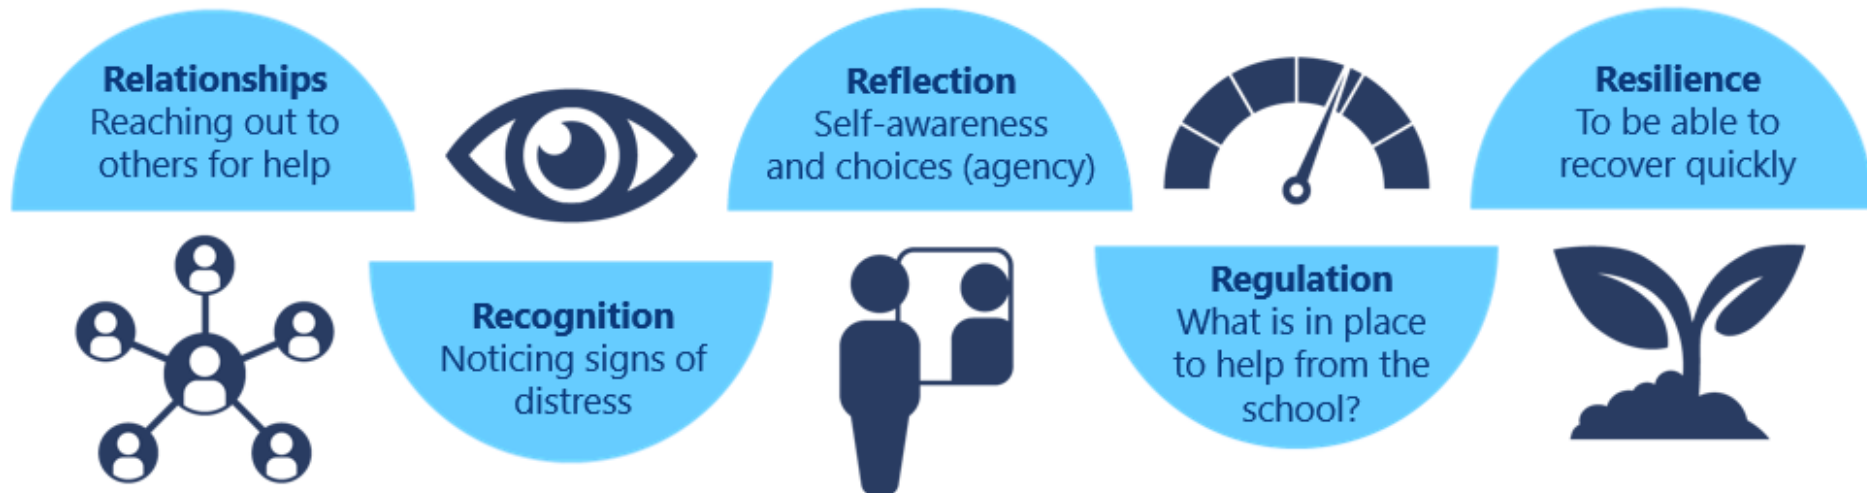 Relationships
Reaching out to
others for help
Recognition
Noticing signs of
distress
Reflection
Self-awareness
and choices (agency)
Regulation
What is in place
to help from the
school?
Resilience
To be able to
recover quickly